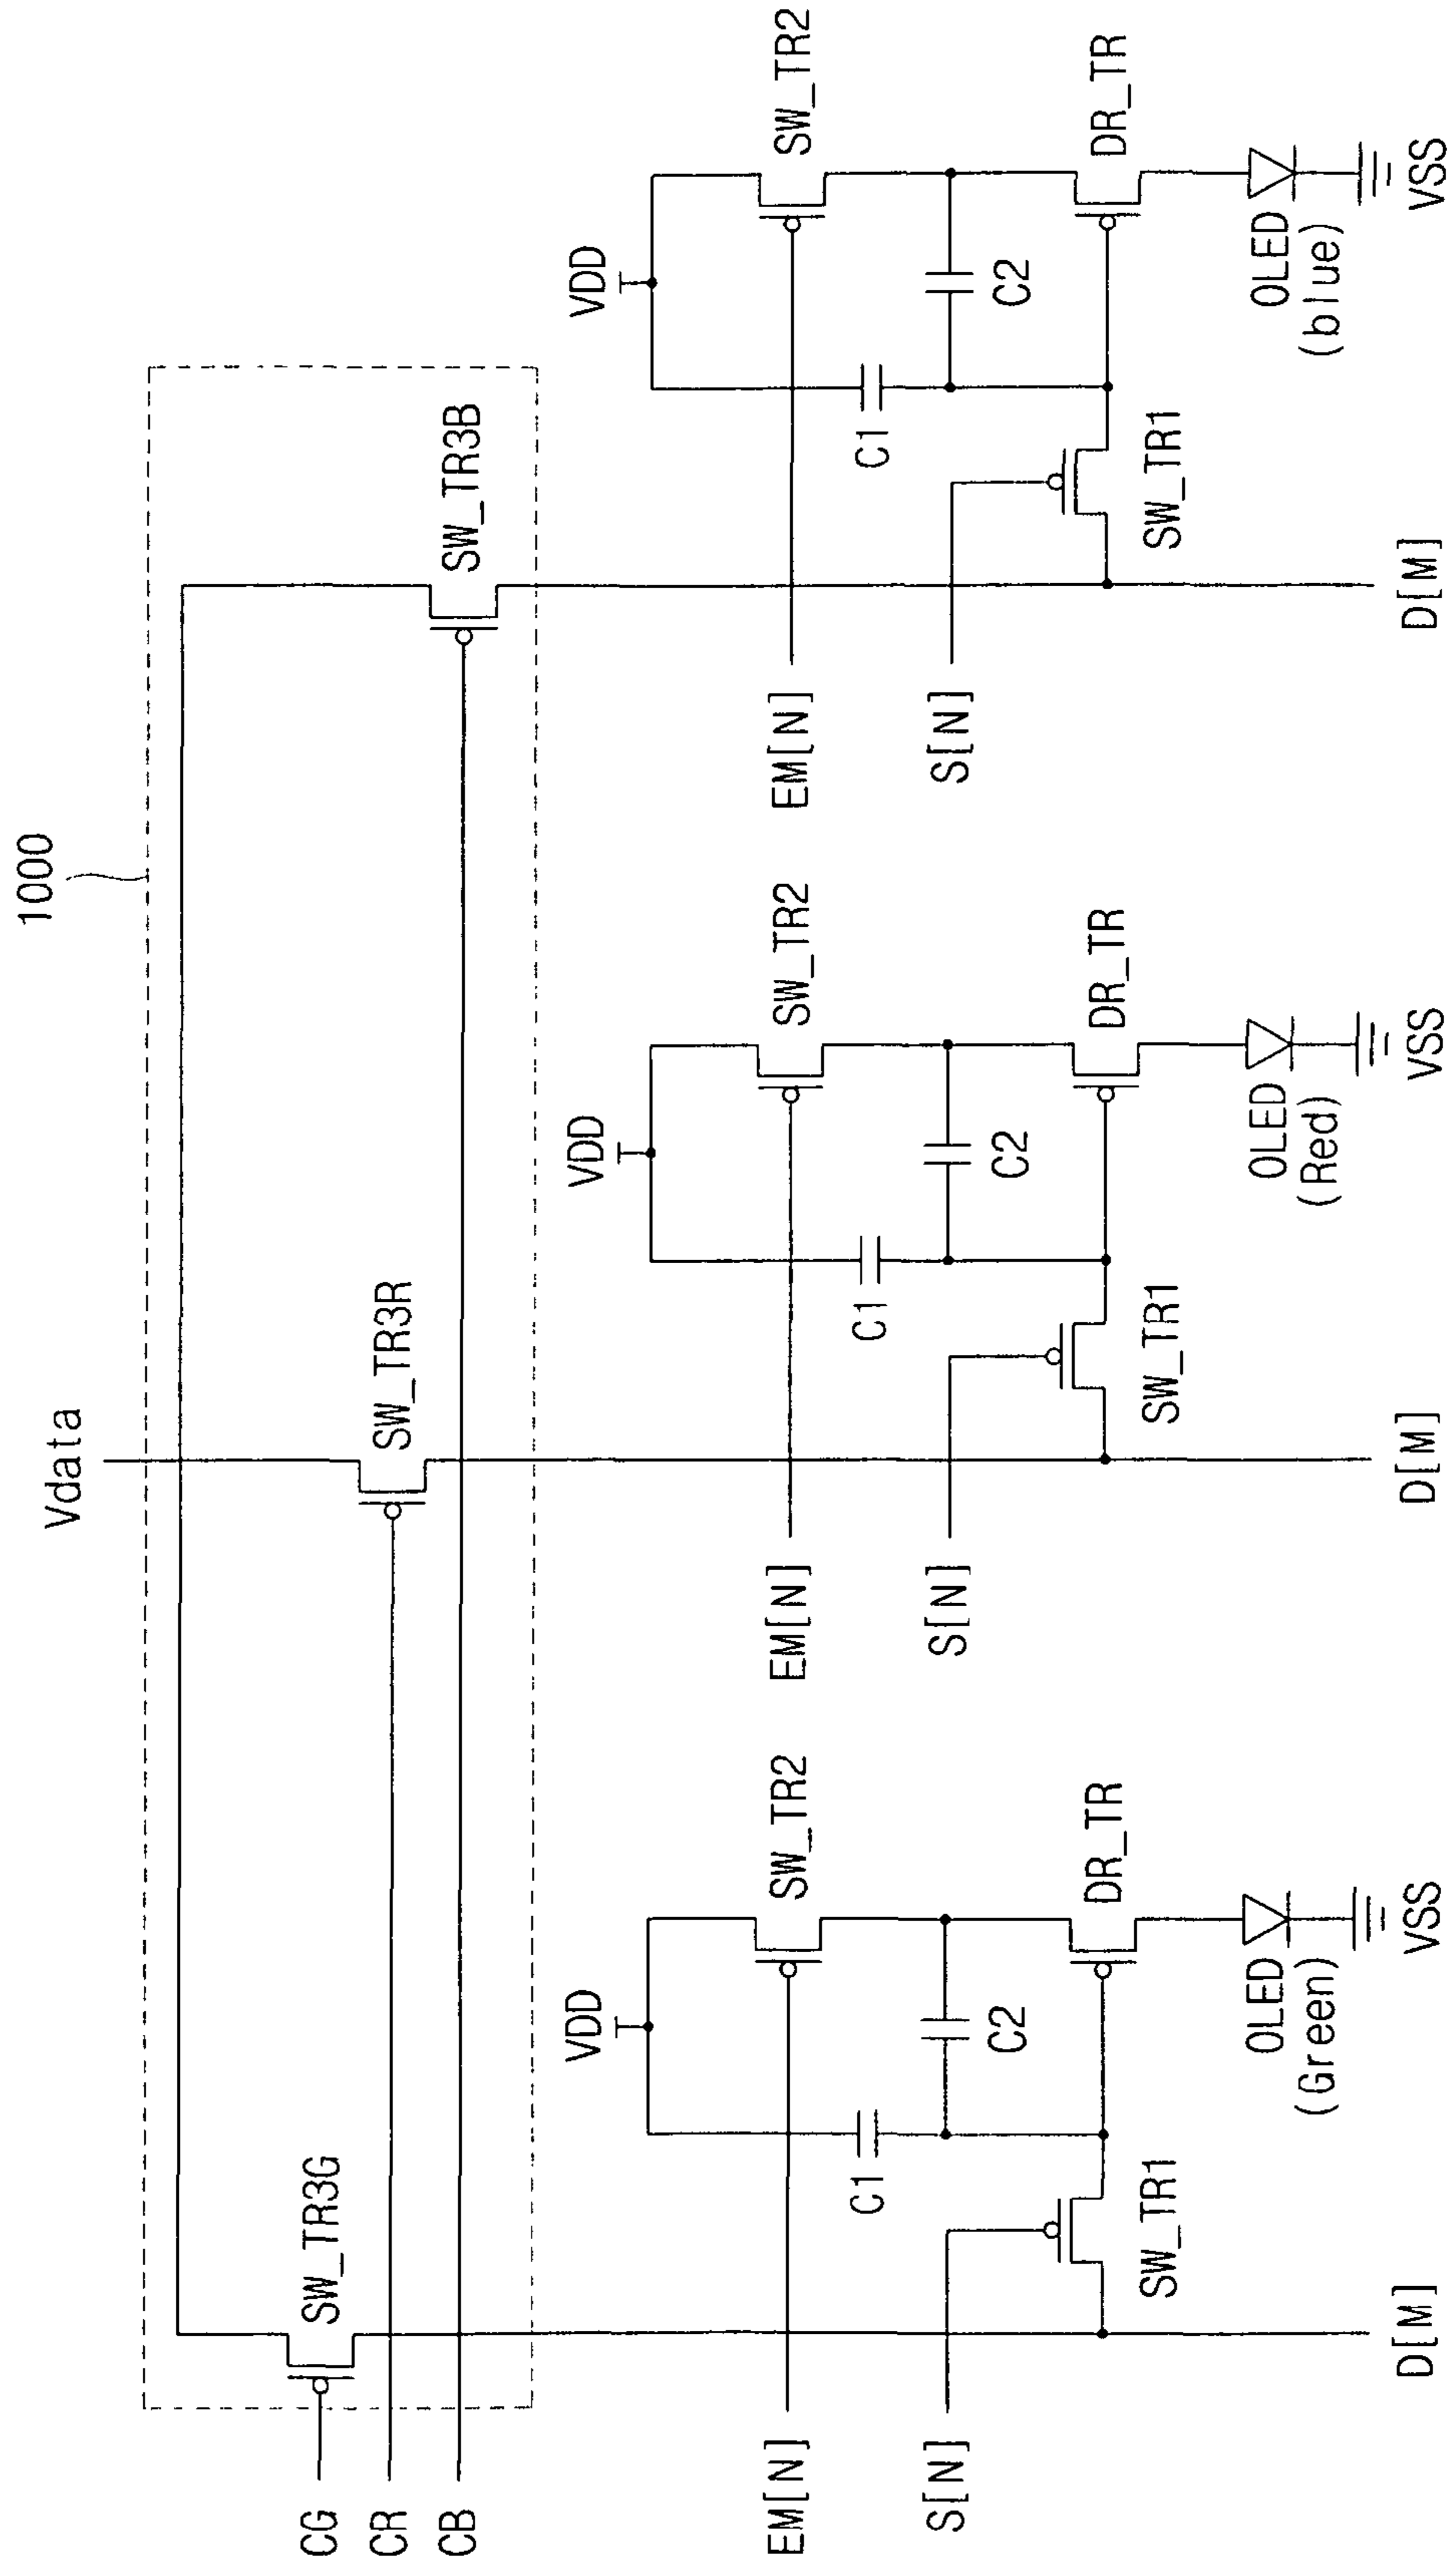 1000
Vdata
SW_TR3G
SW_TR3R
SW_TR3B
CG
CR
CB
VDD
SW_TR2
C1
C2
EM[N]
S[N]
SW_TR1
DR_TR
OLED
(Green)
VSS
D[M]
VDD
SW_TR2
C1
C2
EM[N]
S[N]
SW_TR1
DR_TR
OLED
(Red)
VSS
D[M]
VDD
SW_TR2
C1
C2
EM[N]
S[N]
SW_TR1
DR_TR
OLED
(blue)
VSS
D[M]